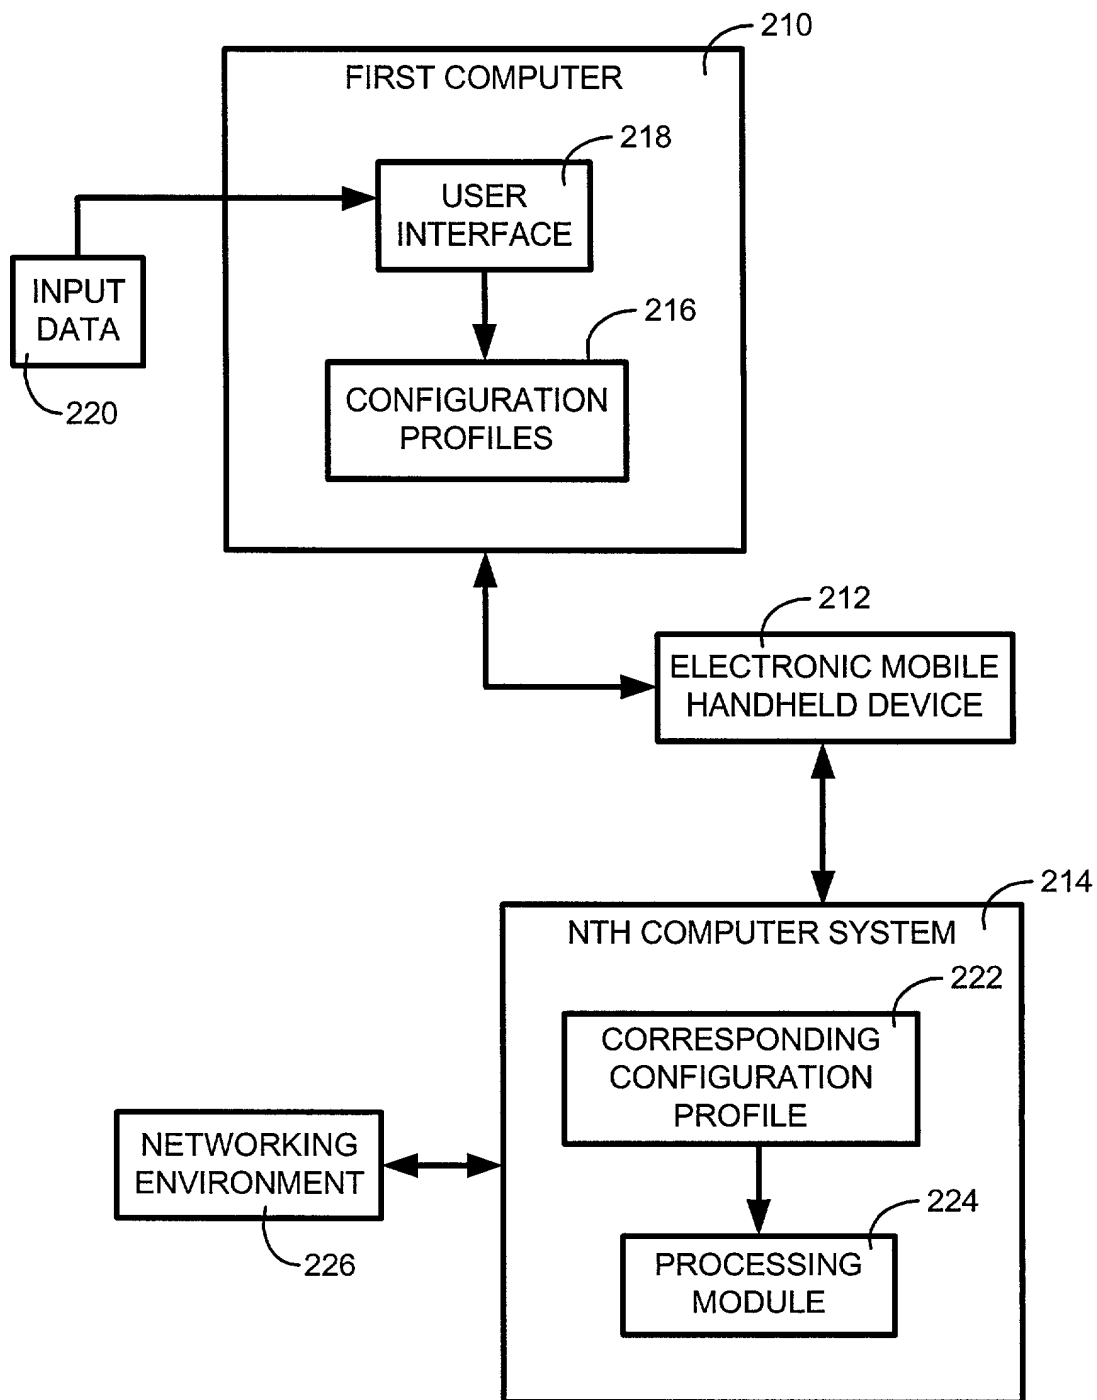 210
FIRST COMPUTER
218
USER
INTERFACE
INPUT
DATA
220
216
CONFIGURATION
PROFILES
212
ELECTRONIC MOBILE
HANDHELD DEVICE
214
NTH COMPUTER SYSTEM
222
CORRESPONDING
CONFIGURATION
PROFILE
NETWORKING
ENVIRONMENT
226
224
PROCESSING
MODULE